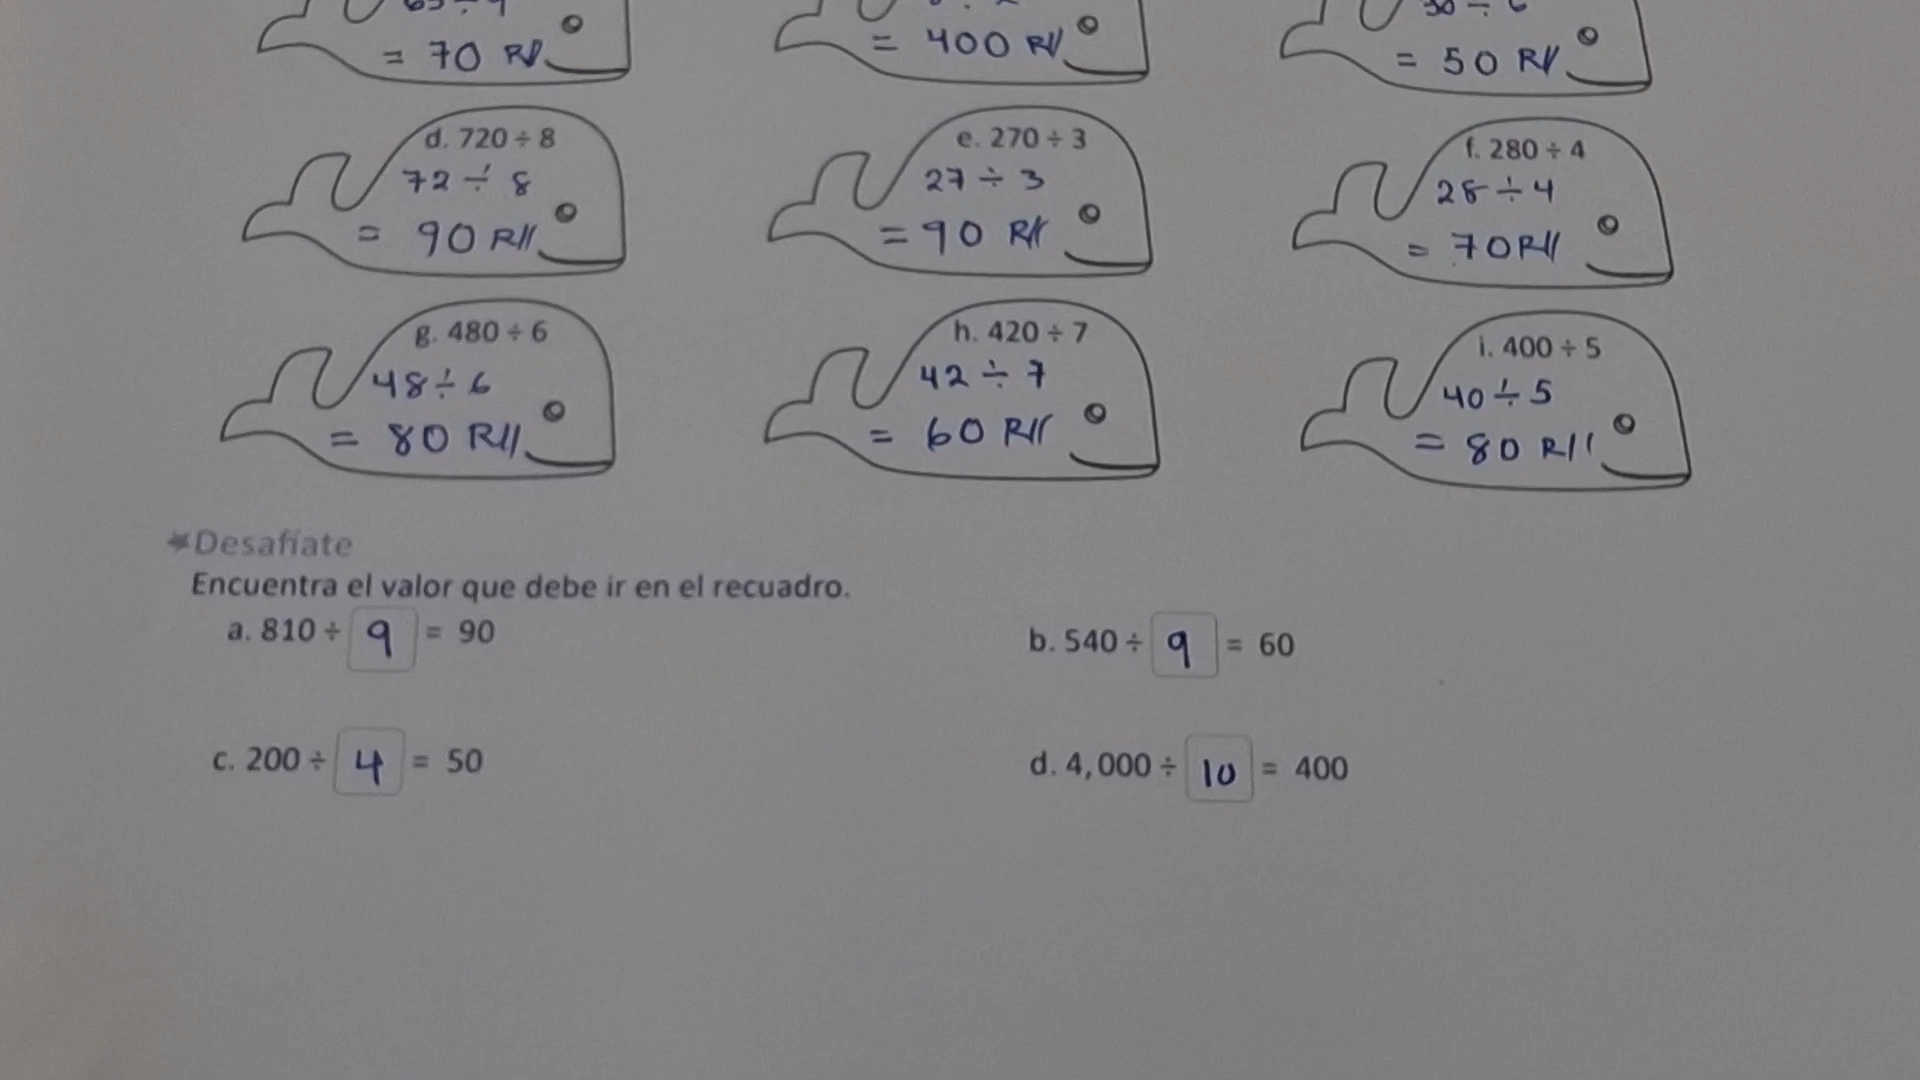 = 70 R//
= 400 R//
= 50 R//
d. 720 ÷ 8
72 ÷ 8
= 90 R//
e. 270 ÷ 3
27 ÷ 3
= 90 R//
f. 280 ÷ 4
28 ÷ 4
= 70 R//
g. 480 ÷ 6
48 ÷ 6
= 80 R//
h. 420 ÷ 7
42 ÷ 7
= 60 R//
i. 400 ÷ 5
40 ÷ 5
= 80 R//
Desafíate
Encuentra el valor que debe ir en el recuadro.
a. 810 ÷ 9 = 90
b. 540 ÷ 9 = 60
c. 200 ÷ 4 = 50
d. 4,000 ÷ 10 = 400